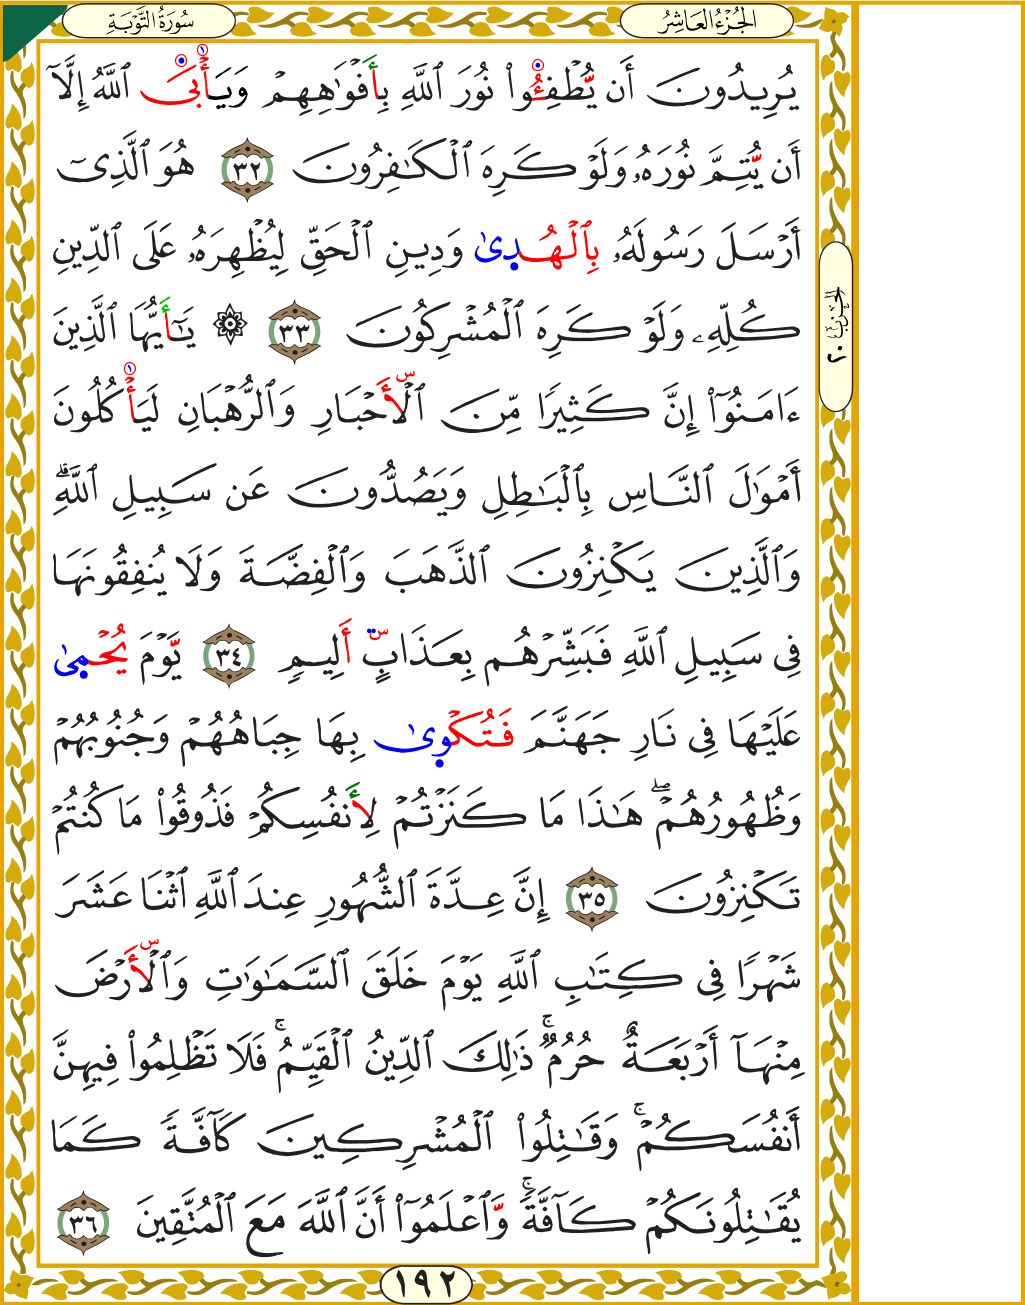 سُورَةُ التَّوۡبَةِ
الجُزءُ العَاشِرُ
يُرِيدُونَ أَن يُّطۡفِـُٔواْ نُورَ ٱللَّهِ بِأَفۡوَٰهِهِمۡ وَيَأۡبَى ٱللَّهُ إِلَّآ
أَن يُّتِمَّ نُورَهُۥ وَلَوۡ كَرِهَ ٱلۡكَٰفِرُونَ ٣٢ هُوَ ٱلَّذِيٓ
أَرۡسَلَ رَسُولَهُۥ بِٱلۡهُدَىٰ وَدِينِ ٱلۡحَقِّ لِيُظۡهِرَهُۥ عَلَى ٱلدِّينِ
كُلِّهِۦ وَلَوۡ كَرِهَ ٱلۡمُشۡرِكُونَ ٣٣ ۞ يَٰٓأَيُّهَا ٱلَّذِينَ
ءَامَنُوٓاْ إِنَّ كَثِيرٗا مِّنَ ٱلۡأَحۡبَارِ وَٱلرُّهۡبَانِ لَيَأۡكُلُونَ
أَمۡوَٰلَ ٱلنَّاسِ بِٱلۡبَٰطِلِ وَيَصُدُّونَ عَن سَبِيلِ ٱللَّهِۗ
وَٱلَّذِينَ يَكۡنِزُونَ ٱلذَّهَبَ وَٱلۡفِضَّةَ وَلَا يُنفِقُونَهَا
فِي سَبِيلِ ٱللَّهِ فَبَشِّرۡهُم بِعَذَابٍ أَلِيمٖ ٣٤ يَّوۡمَ يُحۡمَىٰ
عَلَيۡهَا فِي نَارِ جَهَنَّمَ فَتُكۡوَىٰ بِهَا جِبَاهُهُمۡ وَجُنُوبُهُمۡ
وَظُهُورُهُمۡۖ هَٰذَا مَا كَنَزۡتُمۡ لِأَنفُسِكُمۡ فَذُوقُواْ مَا كُنتُمۡ
تَكۡنِزُونَ ٣٥ إِنَّ عِدَّةَ ٱلشُّهُورِ عِندَ ٱللَّهِ ٱثۡنَا عَشَرَ
شَهۡرٗا فِي كِتَٰبِ ٱللَّهِ يَوۡمَ خَلَقَ ٱلسَّمَٰوَٰتِ وَٱلۡأَرۡضَ
مِنۡهَآ أَرۡبَعَةٌ حُرُمٞۚ ذَٰلِكَ ٱلدِّينُ ٱلۡقَيِّمُۚ فَلَا تَظۡلِمُواْ فِيهِنَّ
أَنفُسَكُمۡۚ وَقَٰتِلُواْ ٱلۡمُشۡرِكِينَ كَآفَّةٗ كَمَا
يُقَٰتِلُونَكُمۡ كَآفَّةٗۚ وَّٱعۡلَمُوٓاْ أَنَّ ٱللَّهَ مَعَ ٱلۡمُتَّقِينَ ٣٦
الحزب ٢٠
١٩٢